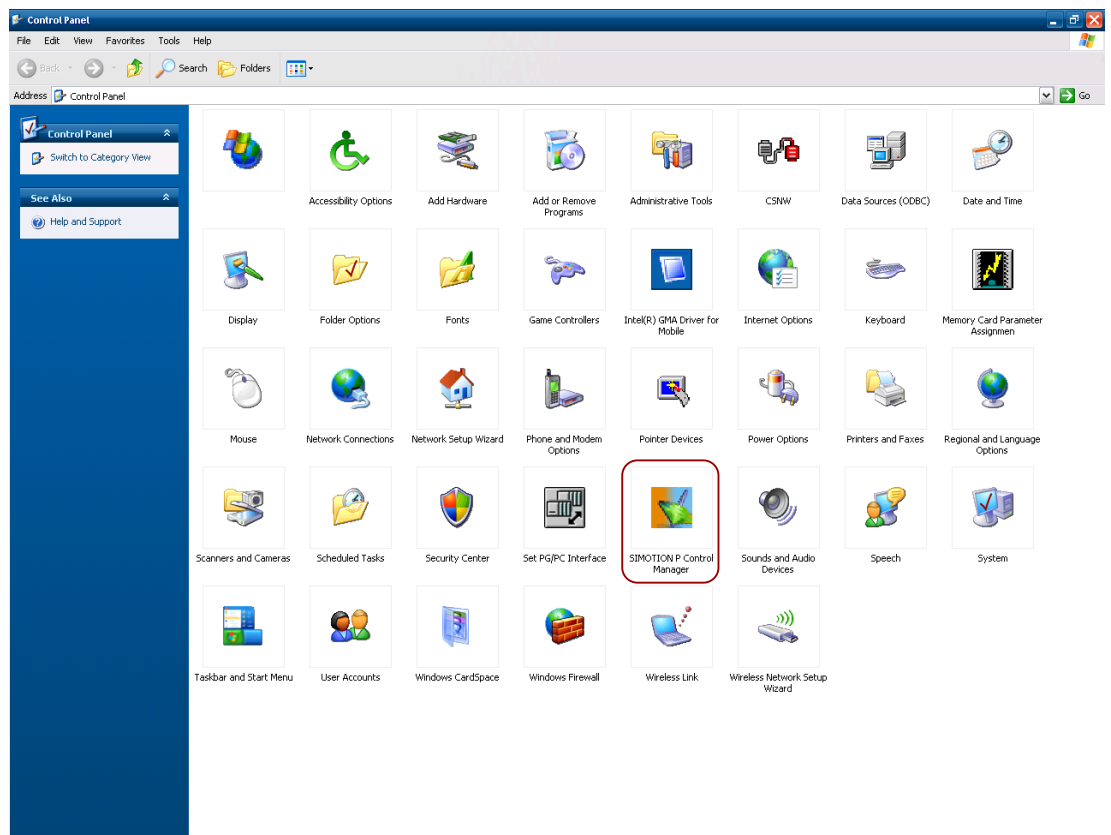 Control Panel
File Edit View Favorites Tools Help
Back Search Folders
Address Control Panel Go
Control Panel
Switch to Category View
See Also
Help and Support
Accessibility Options
Add Hardware
Add or Remove
Programs
Administrative Tools
CSNW
Data Sources (ODBC)
Date and Time
Display
Folder Options
Fonts
Game Controllers
Intel(R) GMA Driver for
Mobile
Internet Options
Keyboard
Memory Card Parameter
Assignmen
Mouse
Network Connections
Network Setup Wizard
Phone and Modem
Options
Pointer Devices
Power Options
Printers and Faxes
Regional and Language
Options
Scanners and Cameras
Scheduled Tasks
Security Center
Set PG/PC Interface
SIMOTION P Control
Manager
Sounds and Audio
Devices
Speech
System
Taskbar and Start Menu
User Accounts
Windows CardSpace
Windows Firewall
Wireless Link
Wireless Network Setup
Wizard